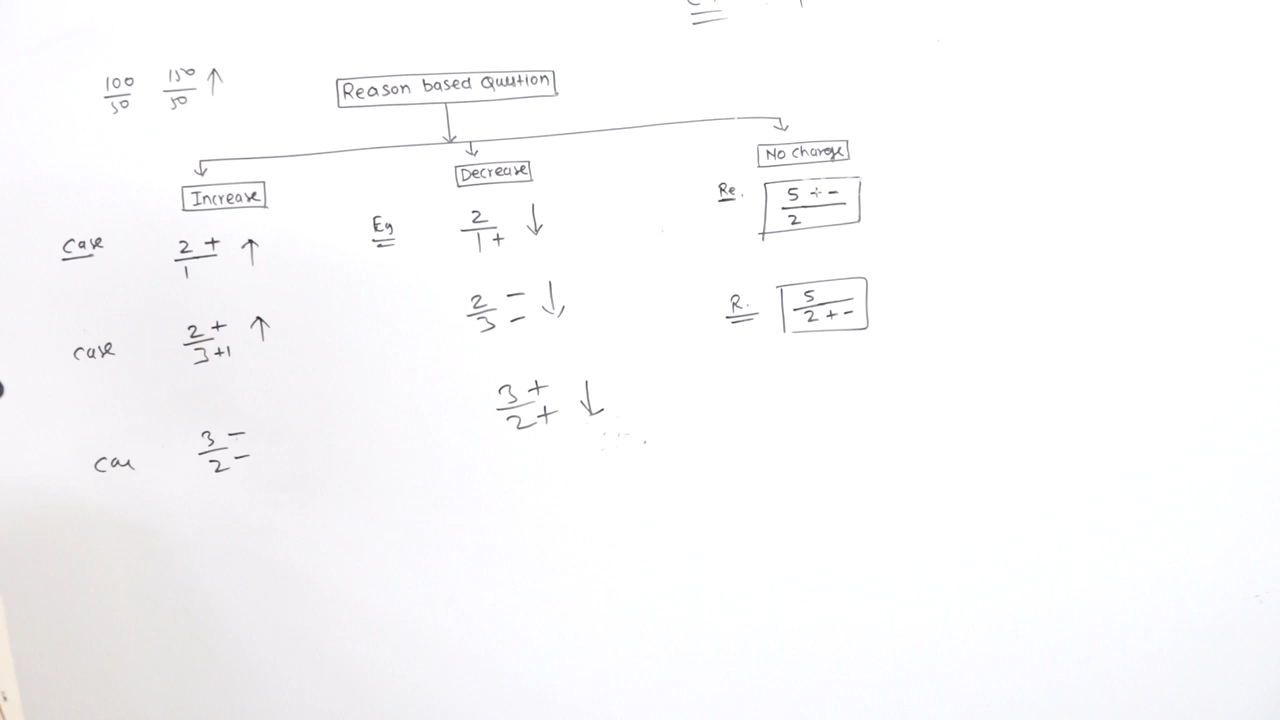 100/50 150/50 ↑
Reason based Question
Increase
Decrease
No change
Case 2 +/1 ↑
Eg 2/1 + ↓
Re. 5 + -/2
Case 2 +/3 +1 ↑
2 -/3 - ↓
R. 5/2 + -
3 -/2 -
3 +/2 + ↓